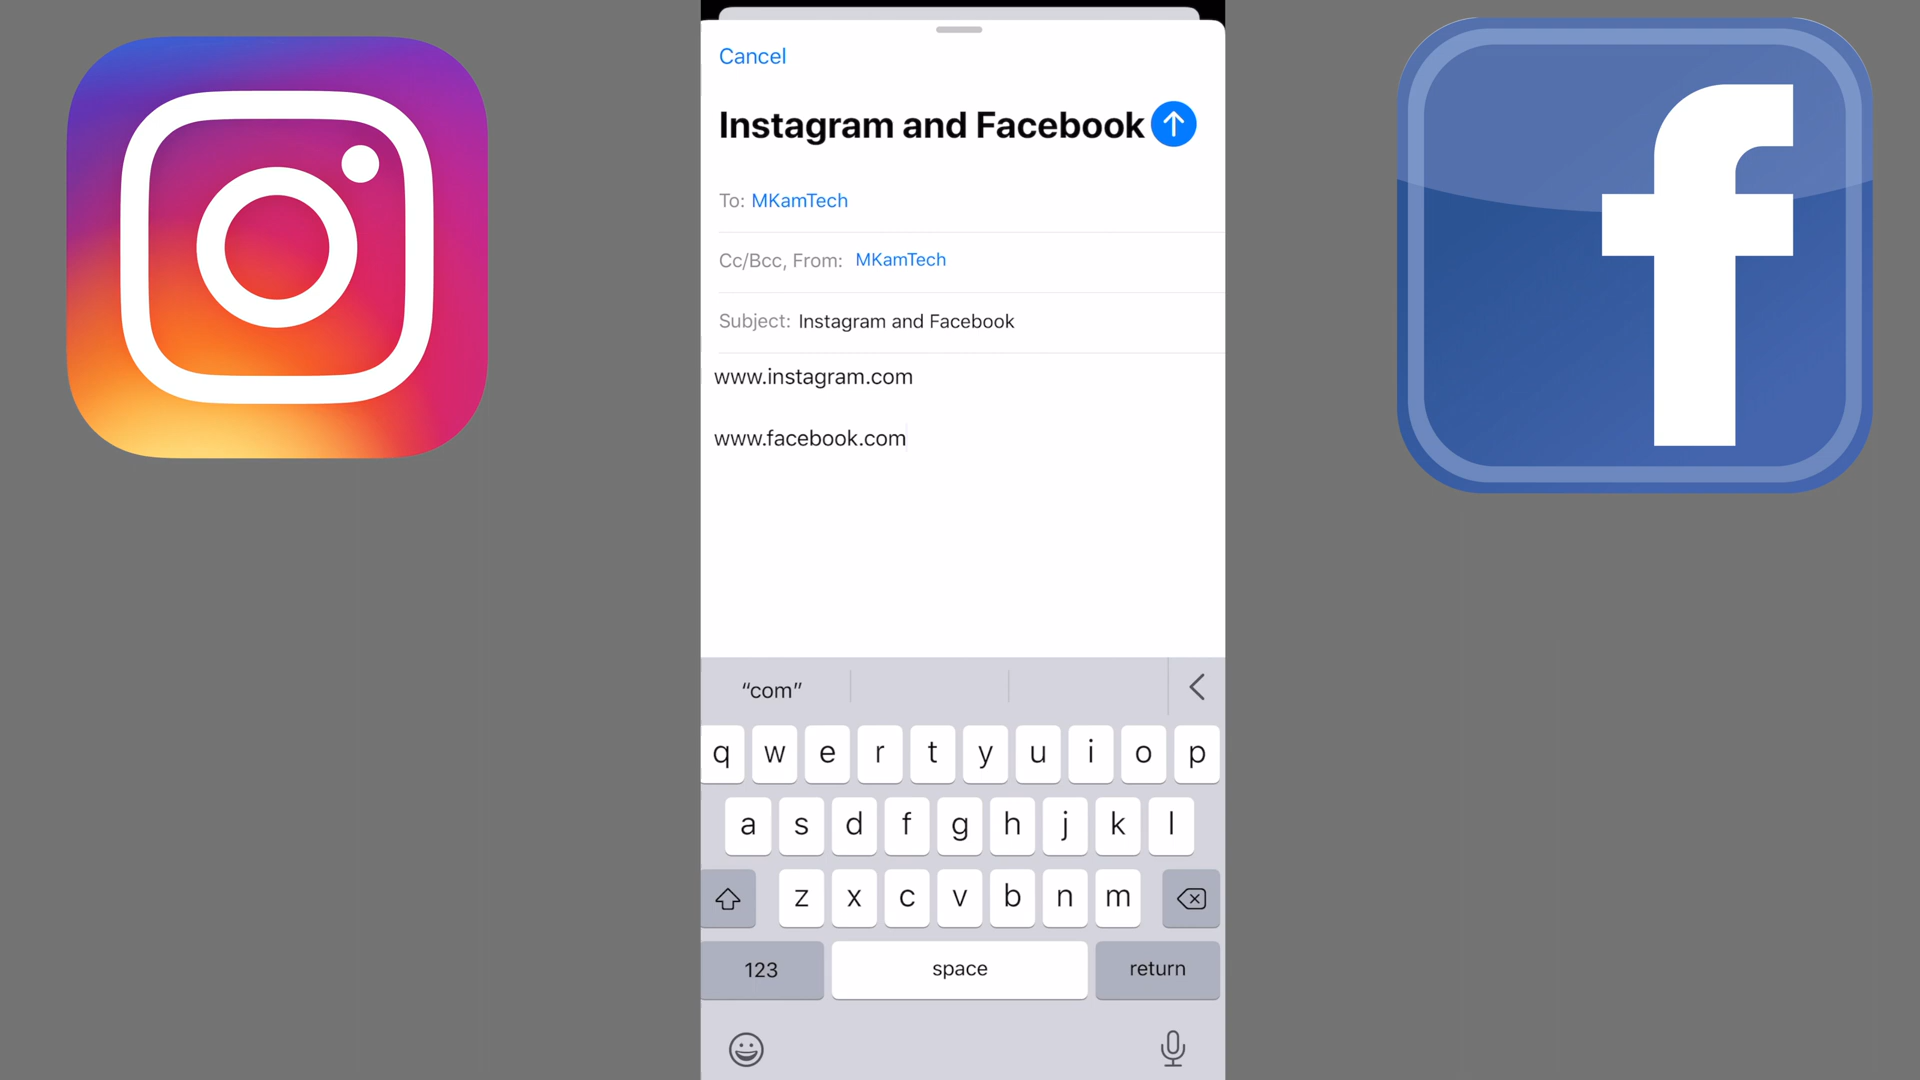 Cancel
Instagram and Facebook
To: MKamTech
Cc/Bcc, From: MKamTech
Subject: Instagram and Facebook
www.instagram.com
www.facebook.com
“com”
q w e r t y u i o p
a s d f g h j k l
z x c v b n m
123 space return